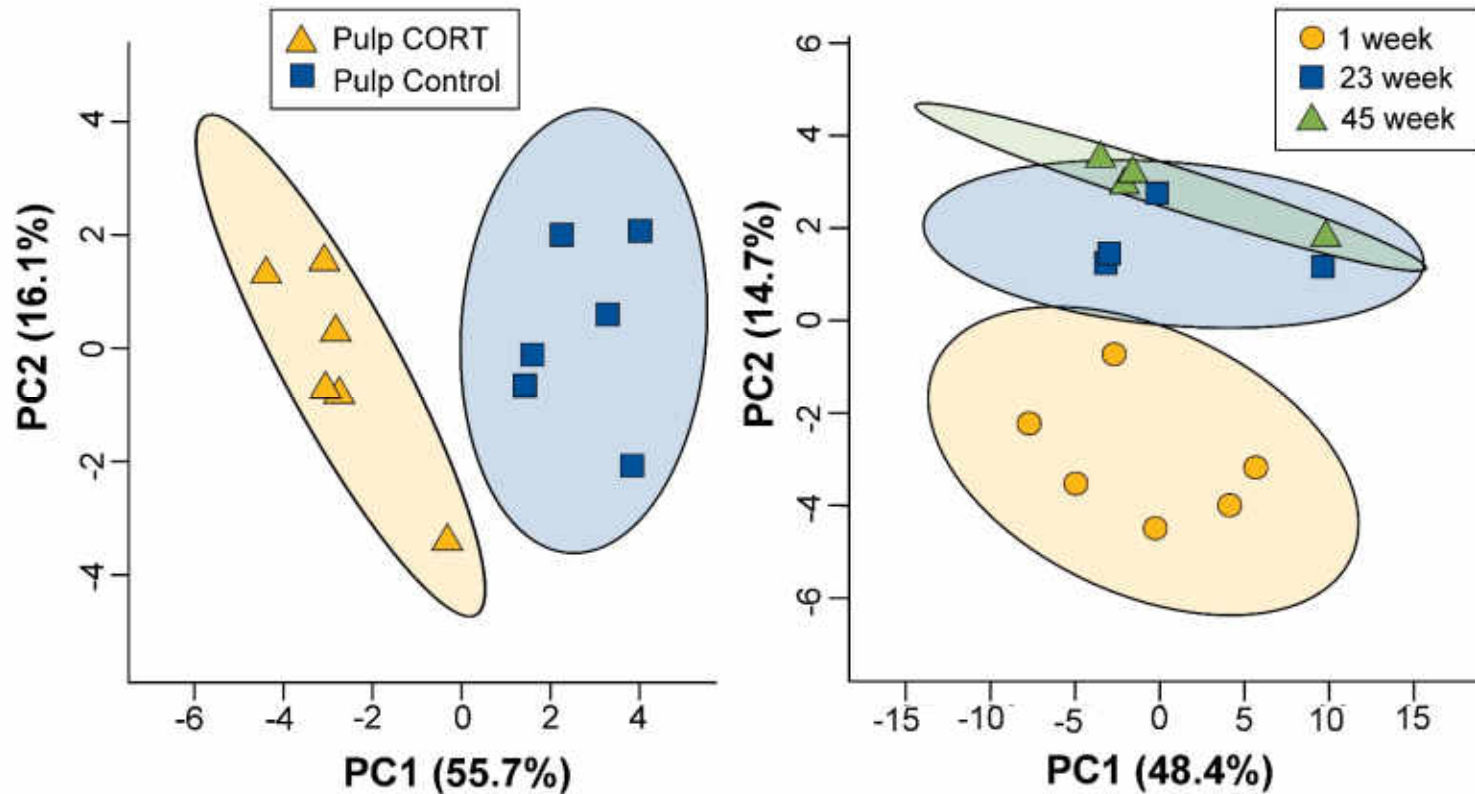 Pulp CORT
Pulp Control
4
2
0
-2
-4
PC2 (16.1%)
-6 -4 -2 0 2 4
PC1 (55.7%)
1 week
23 week
45 week
6
4
2
0
-2
-4
-6
PC2 (14.7%)
-15 -10 -5 0 5 10 15
PC1 (48.4%)